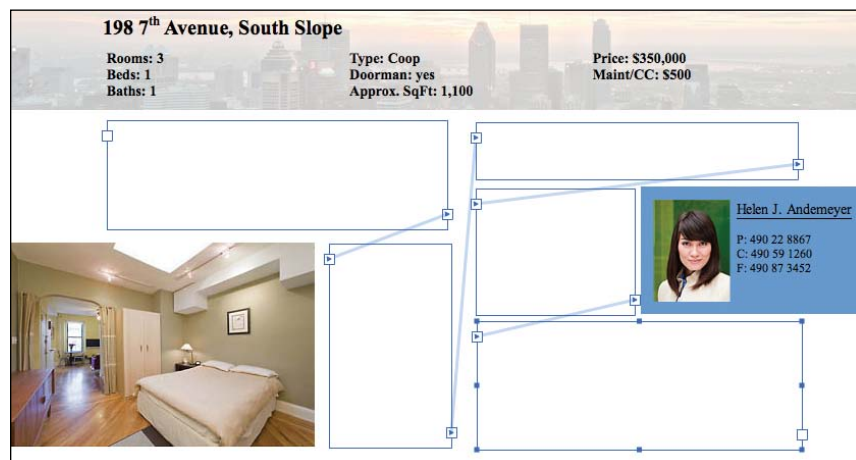 198 7th Avenue, South Slope
Rooms: 3
Beds: 1
Baths: 1
Type: Coop
Doorman: yes
Approx. SqFt: 1,100
Price: $350,000
Maint/CC: $500
Helen J. Andemeyer
P: 490 22 8867
C: 490 59 1260
F: 490 87 3452